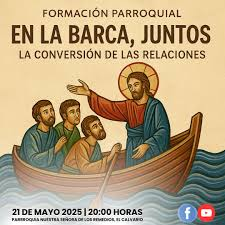 FORMACIÓN PARROQUIAL
EN LA BARCA, JUNTOS
LA CONVERSIÓN DE LAS RELACIONES
21 DE MAYO 2025 | 20:00 HORAS
PARROQUIA NUESTRA SEÑORA DE LOS REMEDIOS, EL CALVARIO